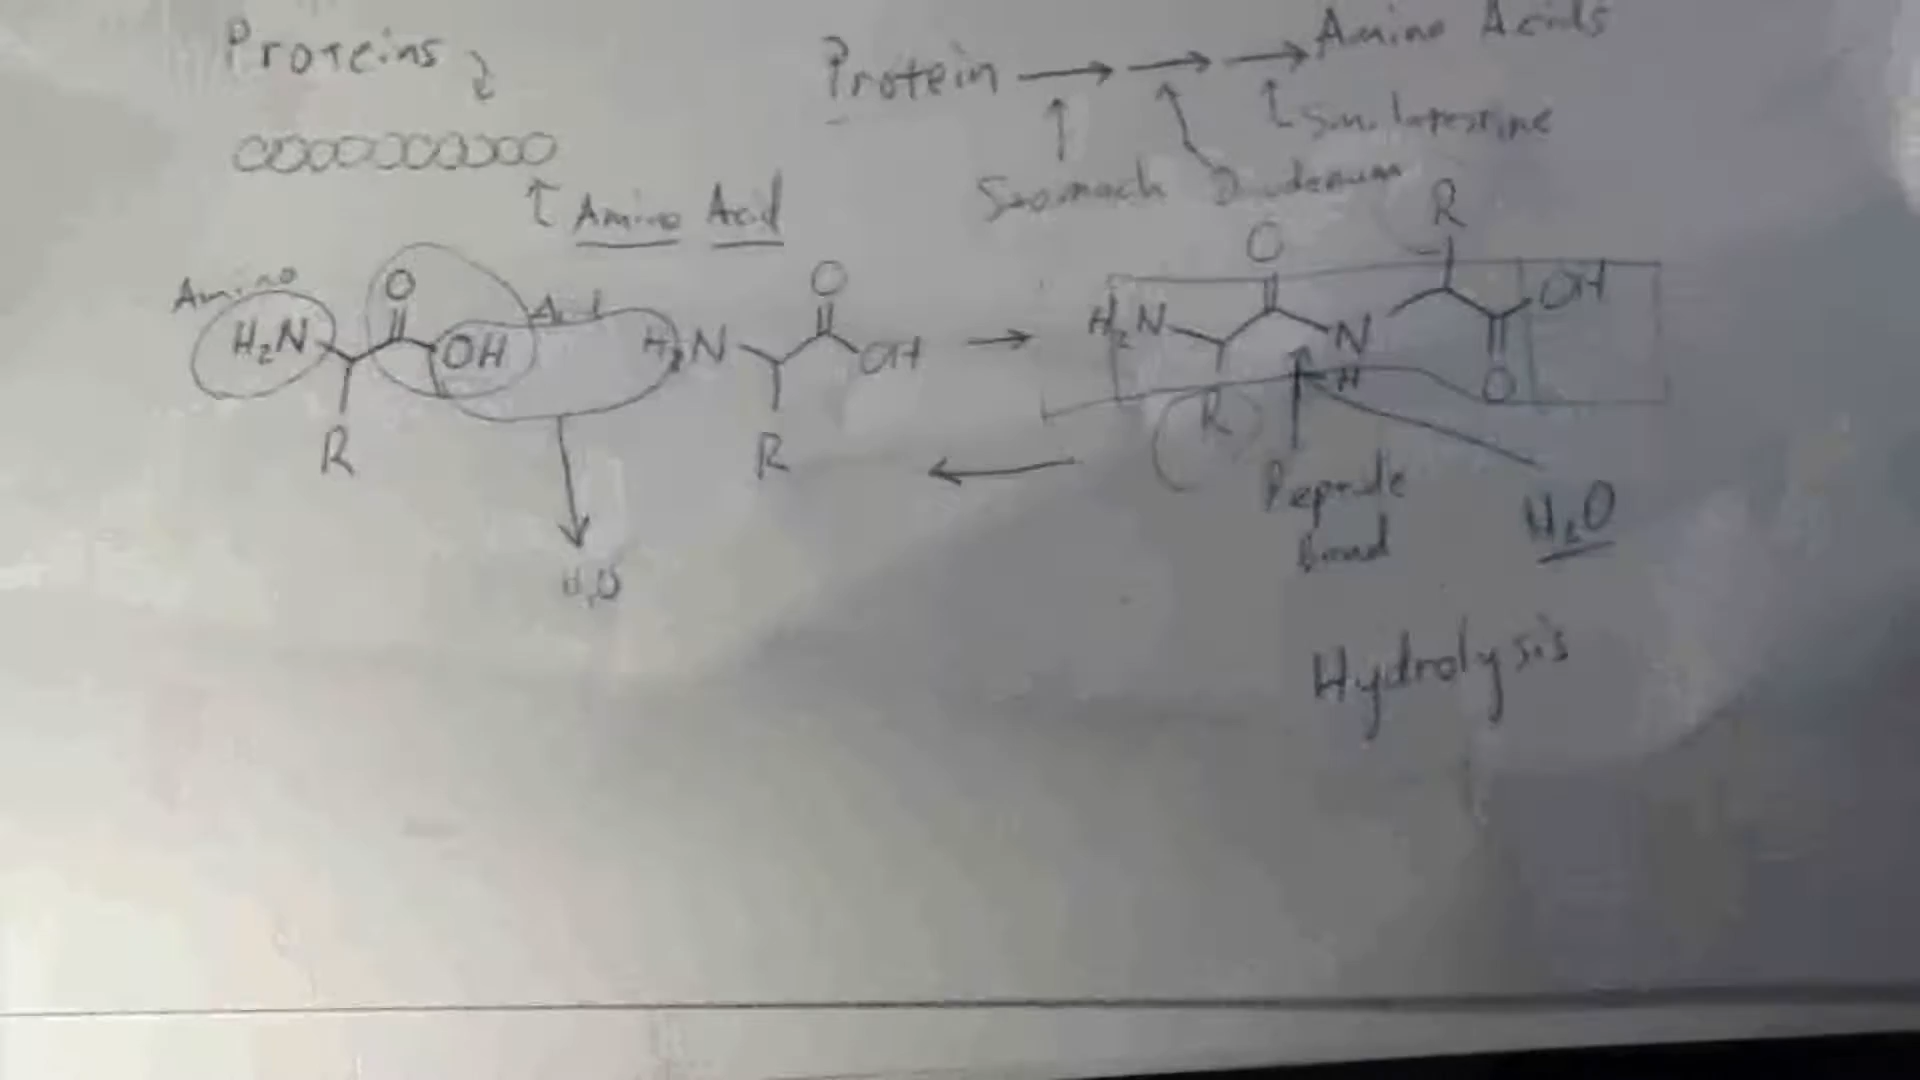 Proteins
Protein → → → Amino Acids
Sm. Intestine
Stomach Duodenum
Amino Acid
Amino
H₂N O OH
Acid
R
H₂N O OH
R
→
H₂N O N H R OH O
R
←
Peptide
Bond
H₂O
H₂O
Hydrolysis